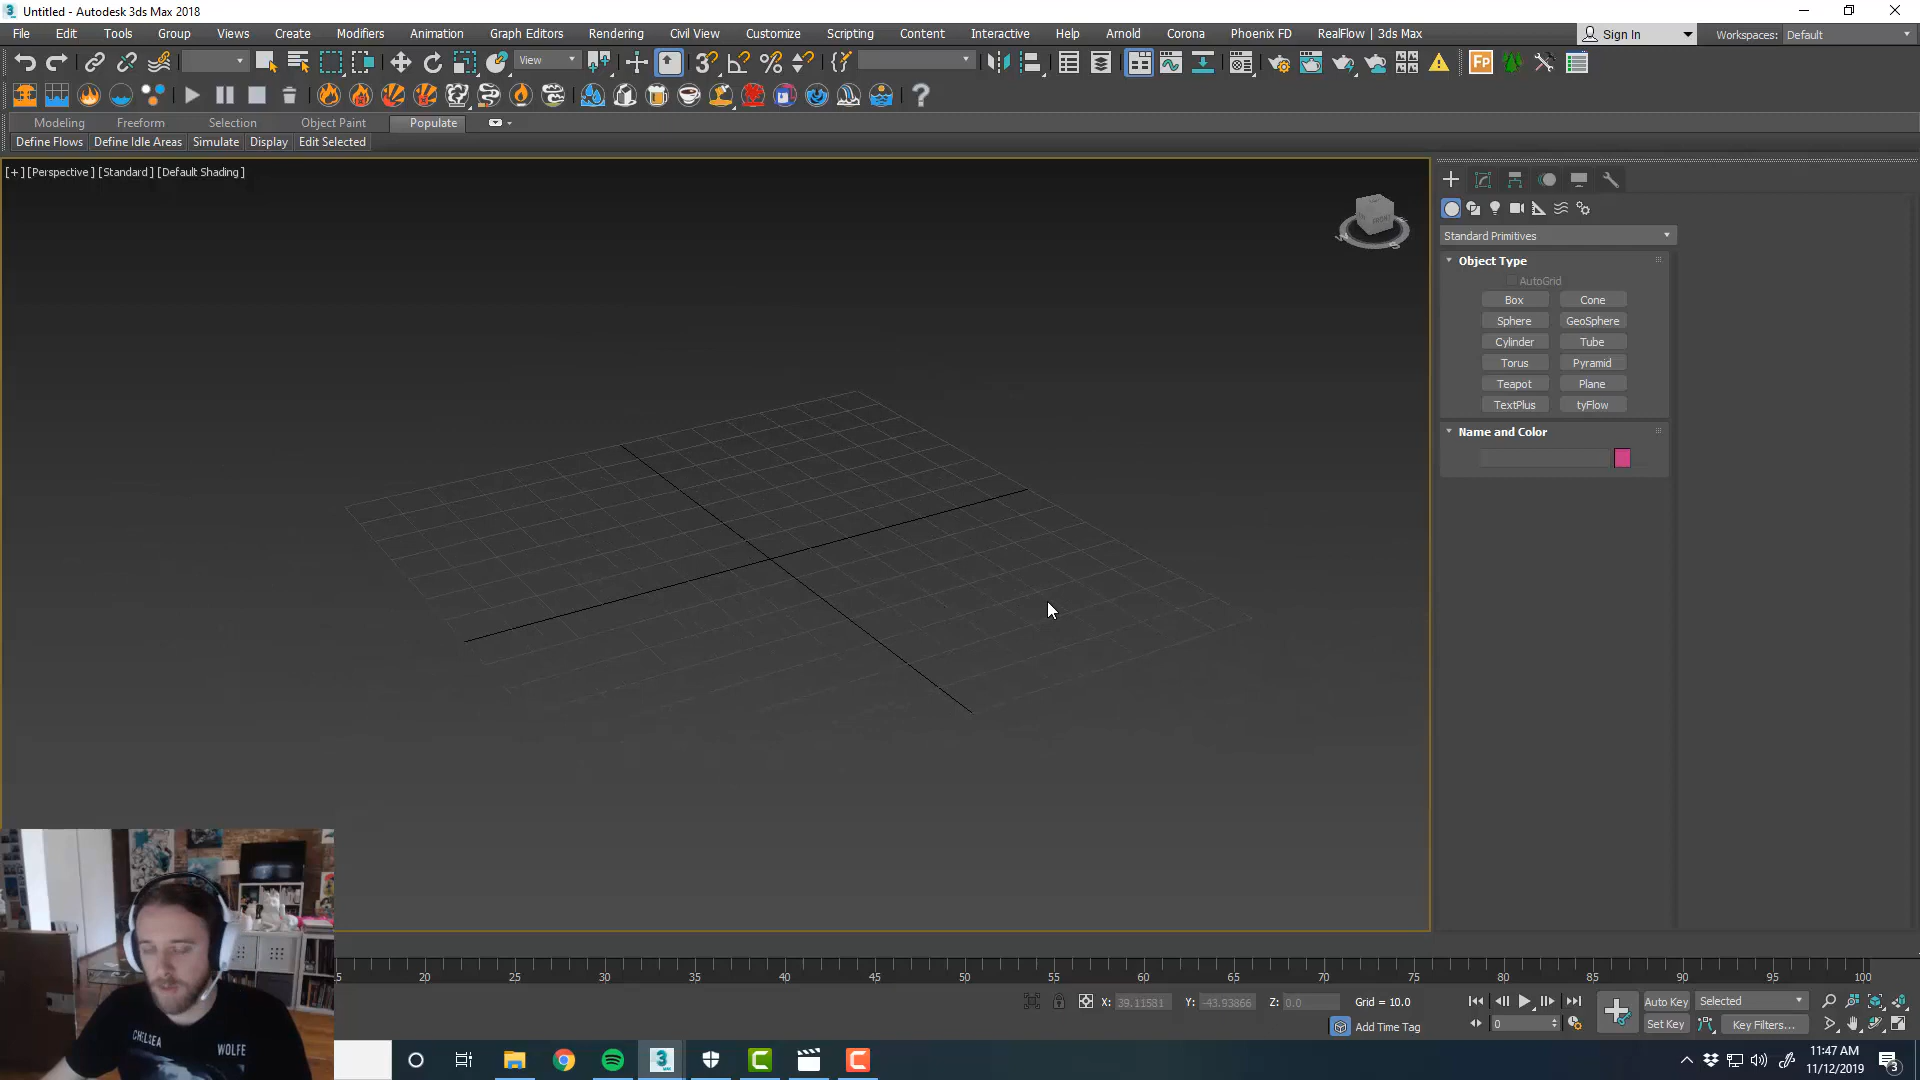 Untitled - Autodesk 3ds Max 2018
File Edit Tools Group Views Create Modifiers Animation Graph Editors Rendering Civil View Customize Scripting Content Interactive Help Arnold Corona Phoenix FD RealFlow | 3ds Max Sign In Workspaces: Default
View
Modeling Freeform Selection Object Paint Populate
Define Flows Define Idle Areas Simulate Display Edit Selected
[+] [Perspective ] [Standard ] [Default Shading ]
FRONT
Standard Primitives
Object Type
AutoGrid
Box Cone
Sphere GeoSphere
Cylinder Tube
Torus Pyramid
Teapot Plane
TextPlus tyFlow
Name and Color
CHELSEA WOLFE
15 20 25 30 35 40 45 50 55 60 65 70 75 80 85 90 95 100
X: 39.11581 Y: -43.93866 Z: 0.0 Grid = 10.0 Auto Key Selected
Add Time Tag 0 Set Key Key Filters...
11:47 AM
11/12/2019
3